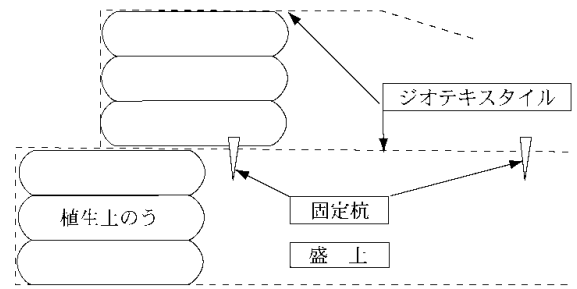 ジオテキスタイル
植生土のう
固定杭
盛　土